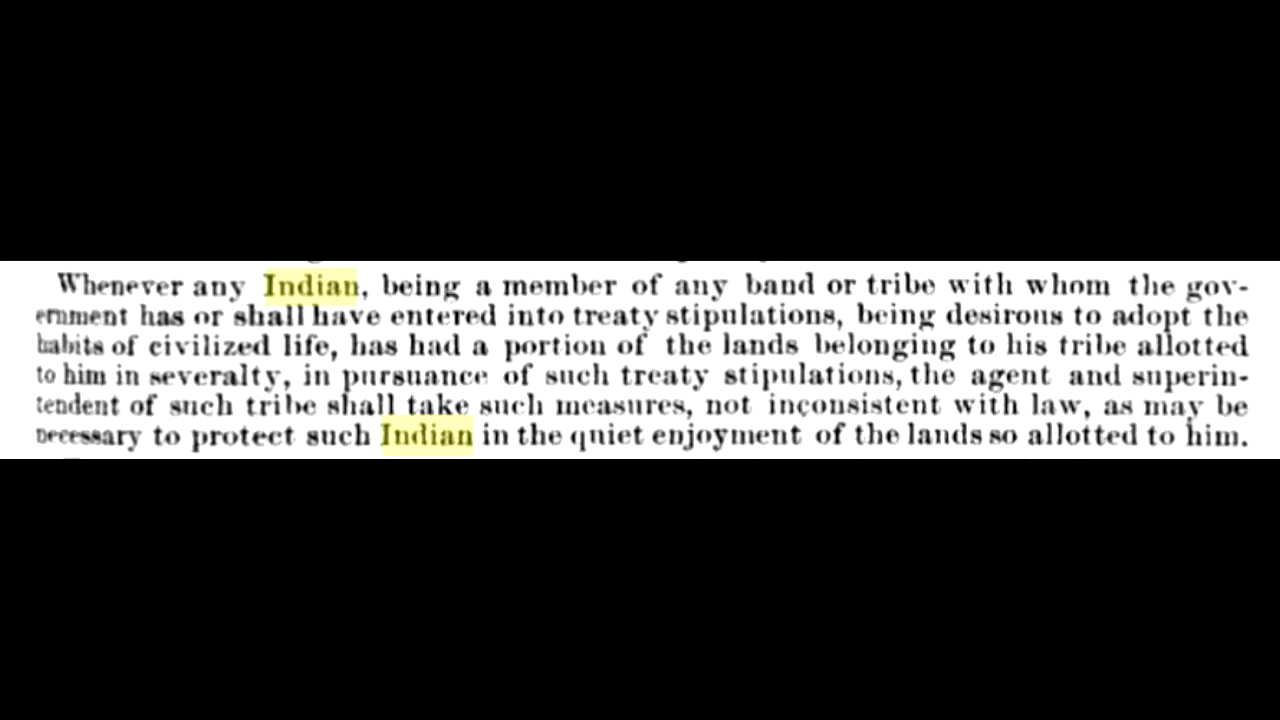 Whenever any Indian, being a member of any band or tribe with whom the gov-
ernment has or shall have entered into treaty stipulations, being desirous to adopt the
habits of civilized life, has had a portion of the lands belonging to his tribe allotted
to him in severalty, in pursuance of such treaty stipulations, the agent and superin-
tendent of such tribe shall take such measures, not inconsistent with law, as may be
necessary to protect such Indian in the quiet enjoyment of the lands so allotted to him.